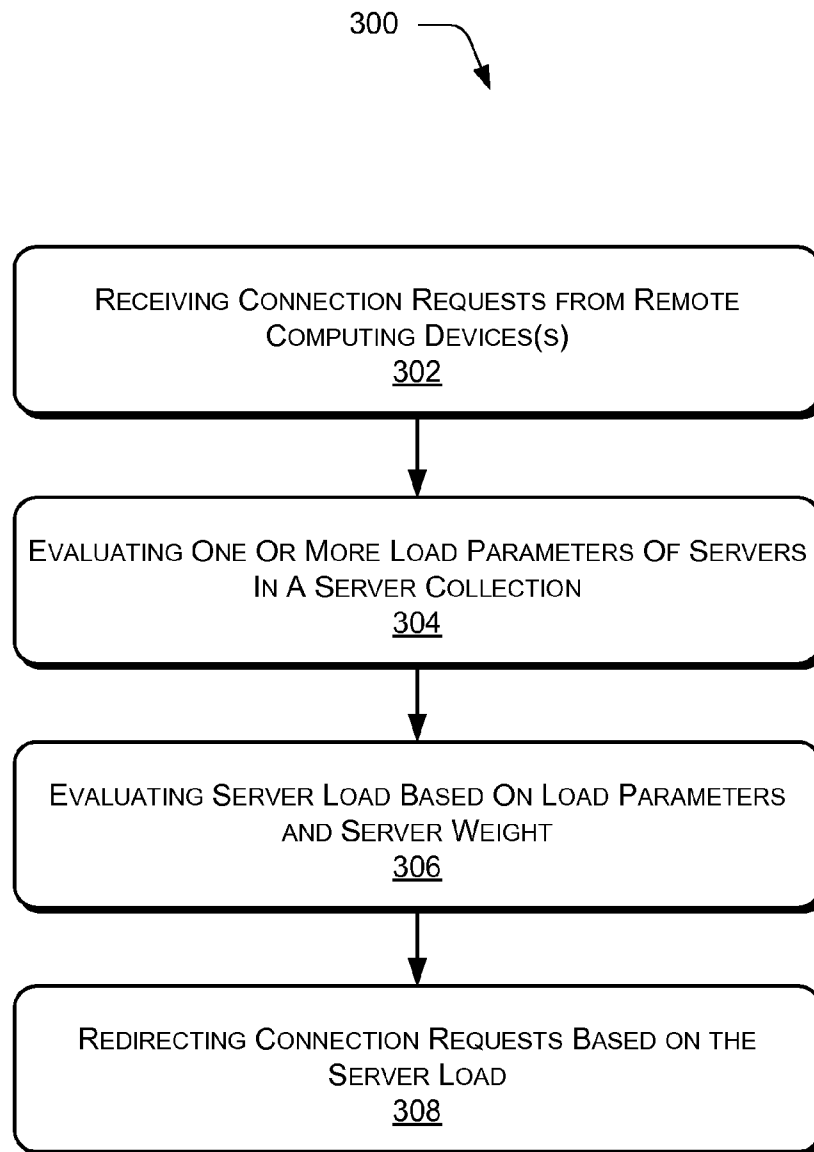 300
RECEIVING CONNECTION REQUESTS FROM REMOTE
COMPUTING DEVICES(S)
302
EVALUATING ONE OR MORE LOAD PARAMETERS OF SERVERS
IN A SERVER COLLECTION
304
EVALUATING SERVER LOAD BASED ON LOAD PARAMETERS
AND SERVER WEIGHT
306
REDIRECTING CONNECTION REQUESTS BASED ON THE
SERVER LOAD
308